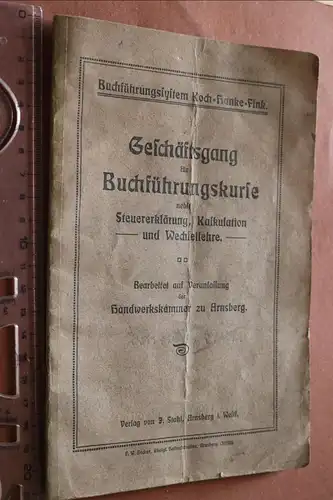 Buchführungssystem Koch-Hanke-Fink.
Geschäftsgang
für
Buchführungskurse
nebst
Steuererklärung, Kalkulation
und Wechsellehre.
Bearbeitet auf Veranlassung
der
Handwerkskammer zu Arnsberg.
Verlag von F. Stahl, Arnsberg i. Westf.